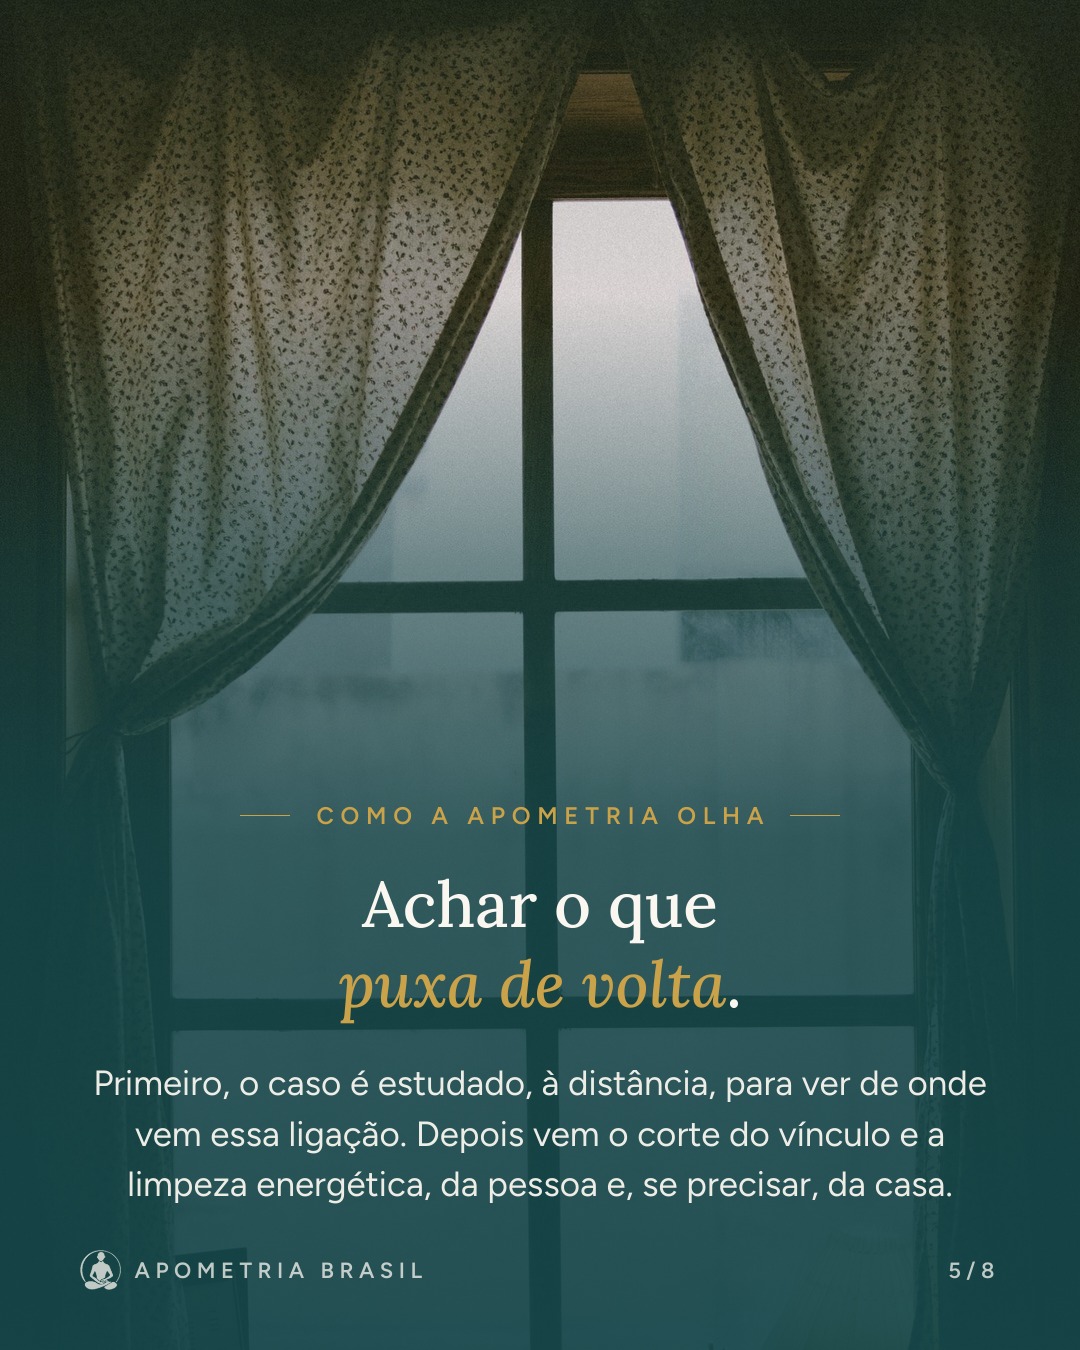 COMO A APOMETRIA OLHA
Achar o que
puxa de volta.
Primeiro, o caso é estudado, à distância, para ver de onde
vem essa ligação. Depois vem o corte do vínculo e a
limpeza energética, da pessoa e, se precisar, da casa.
APOMETRIA BRASIL
5/8